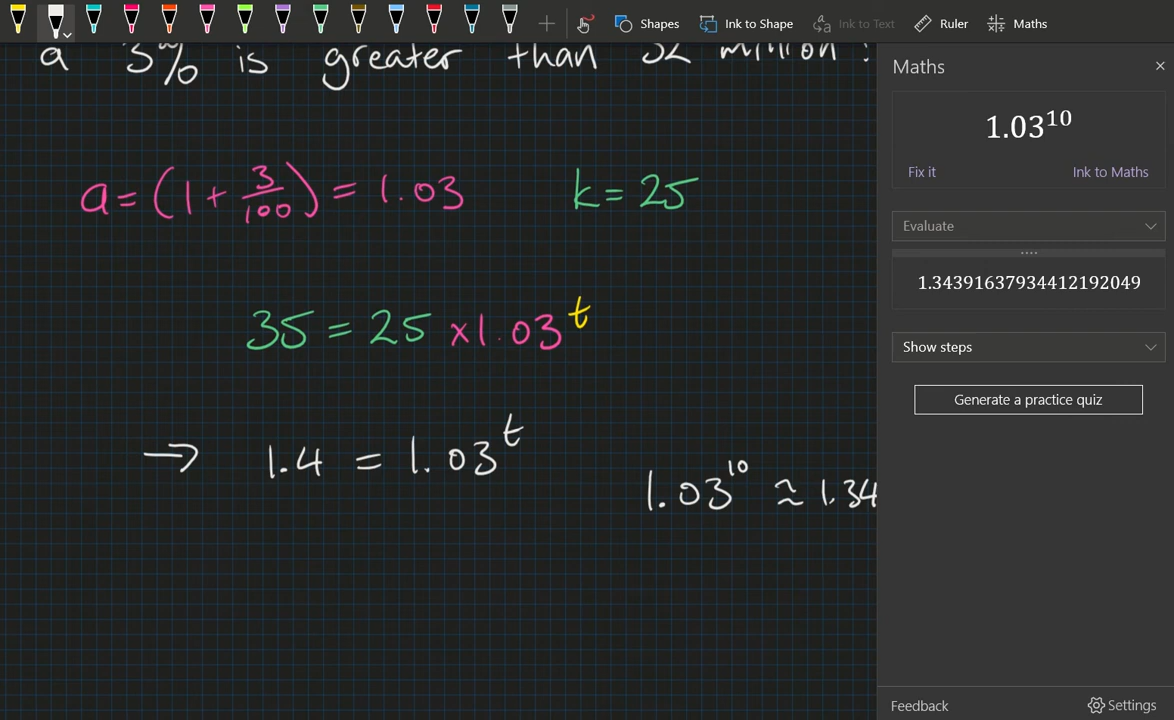 Shapes Ink to Shape Ink to Text Ruler Maths
a 3% is greater than 32 million :
a = (1 + 3/100) = 1.03 k = 25
35 = 25 × 1.03^t
→ 1.4 = 1.03^t
1.03^10 ≈ 1.34
Maths
1.03^10
Fix it Ink to Maths
Evaluate
1.34391637934412192049
Show steps
Generate a practice quiz
Feedback Settings